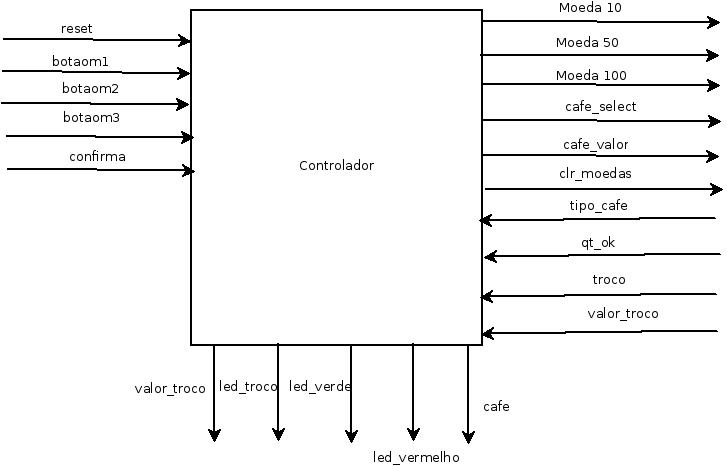 reset
botaom1
botaom2
botaom3
confirma
Controlador
Moeda 10
Moeda 50
Moeda 100
cafe_select
cafe_valor
clr_moedas
tipo_cafe
qt_ok
troco
valor_troco
valor_troco
led_troco
led_verde
led_vermelho
cafe